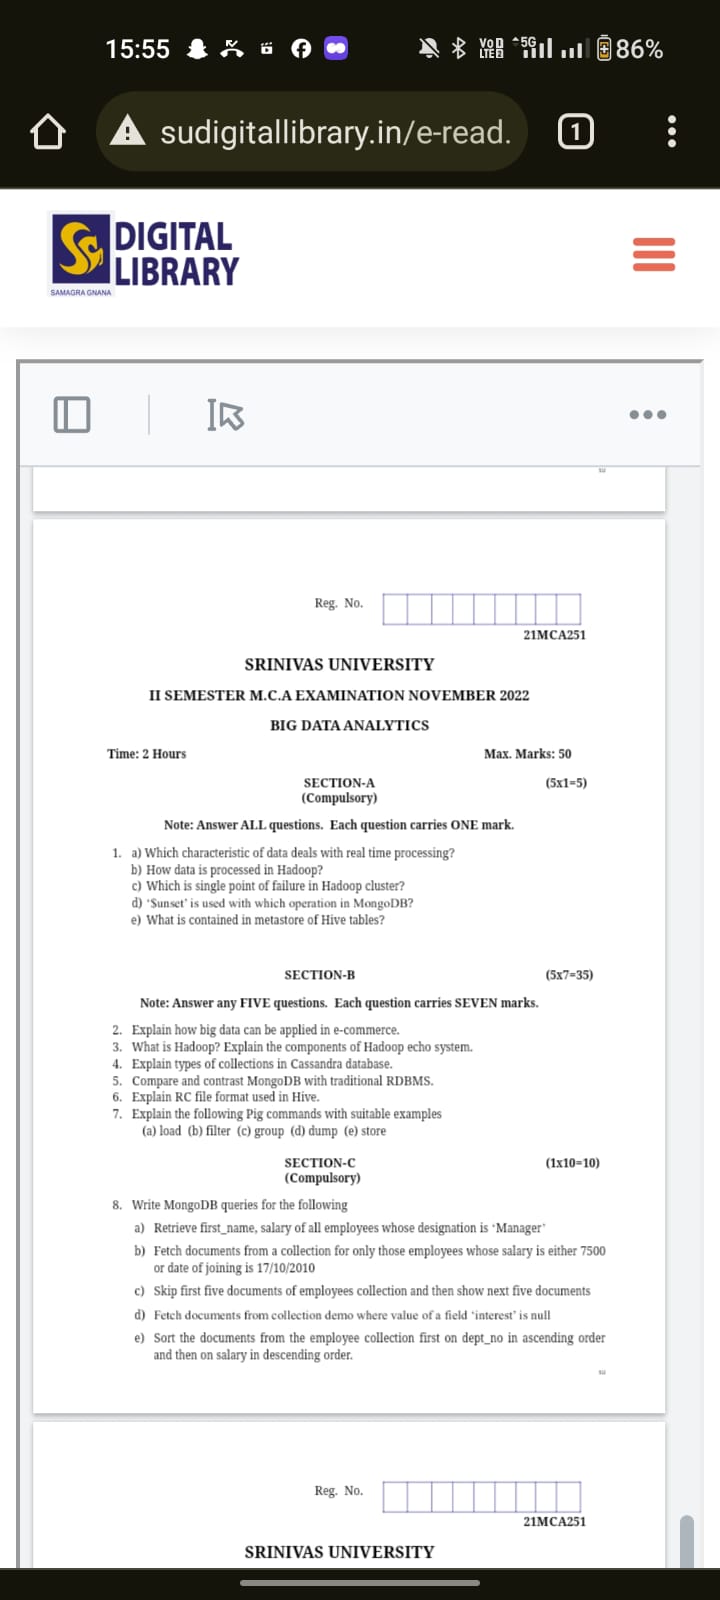 15:55 VoD LTE2 5G 86%
sudigitallibrary.in/e-read. 1
DIGITAL
LIBRARY
SAMAGRA GNANA
SU
Reg. No.
21MCA251
SRINIVAS UNIVERSITY
II SEMESTER M.C.A EXAMINATION NOVEMBER 2022
BIG DATA ANALYTICS
Time: 2 Hours Max. Marks: 50
SECTION-A (5x1=5)
(Compulsory)
Note: Answer ALL questions. Each question carries ONE mark.
1. a) Which characteristic of data deals with real time processing?
b) How data is processed in Hadoop?
c) Which is single point of failure in Hadoop cluster?
d) ‘$unset’ is used with which operation in MongoDB?
e) What is contained in metastore of Hive tables?
SECTION-B (5x7=35)
Note: Answer any FIVE questions. Each question carries SEVEN marks.
2. Explain how big data can be applied in e-commerce.
3. What is Hadoop? Explain the components of Hadoop echo system.
4. Explain types of collections in Cassandra database.
5. Compare and contrast MongoDB with traditional RDBMS.
6. Explain RC file format used in Hive.
7. Explain the following Pig commands with suitable examples
(a) load (b) filter (c) group (d) dump (e) store
SECTION-C (1x10=10)
(Compulsory)
8. Write MongoDB queries for the following
a) Retrieve first_name, salary of all employees whose designation is ‘Manager’
b) Fetch documents from a collection for only those employees whose salary is either 7500
or date of joining is 17/10/2010
c) Skip first five documents of employees collection and then show next five documents
d) Fetch documents from collection demo where value of a field ‘interest’ is null
e) Sort the documents from the employee collection first on dept_no in ascending order
and then on salary in descending order.
SU
Reg. No.
21MCA251
SRINIVAS UNIVERSITY